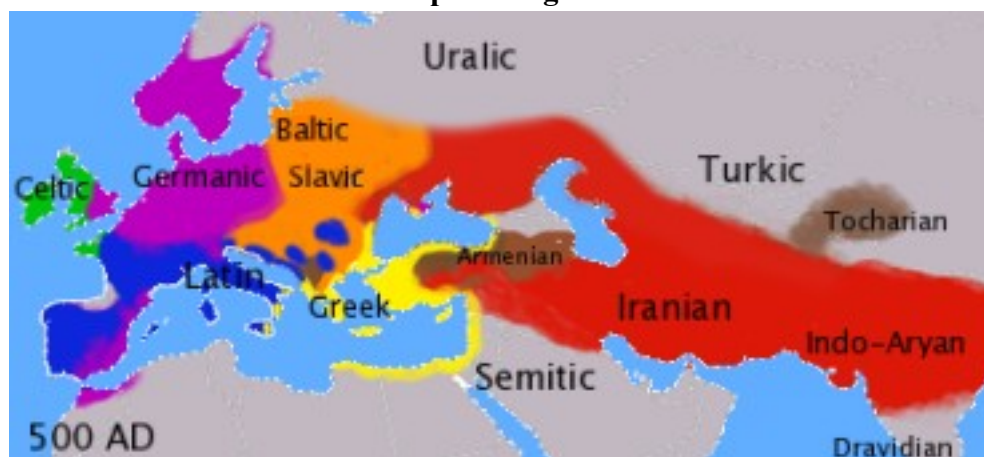 Uralic
Baltic
Celtic
Germanic
Slavic
Turkic
Tocharian
Armenian
Latin
Greek
Iranian
Indo-Aryan
Semitic
500 AD
Dravidian